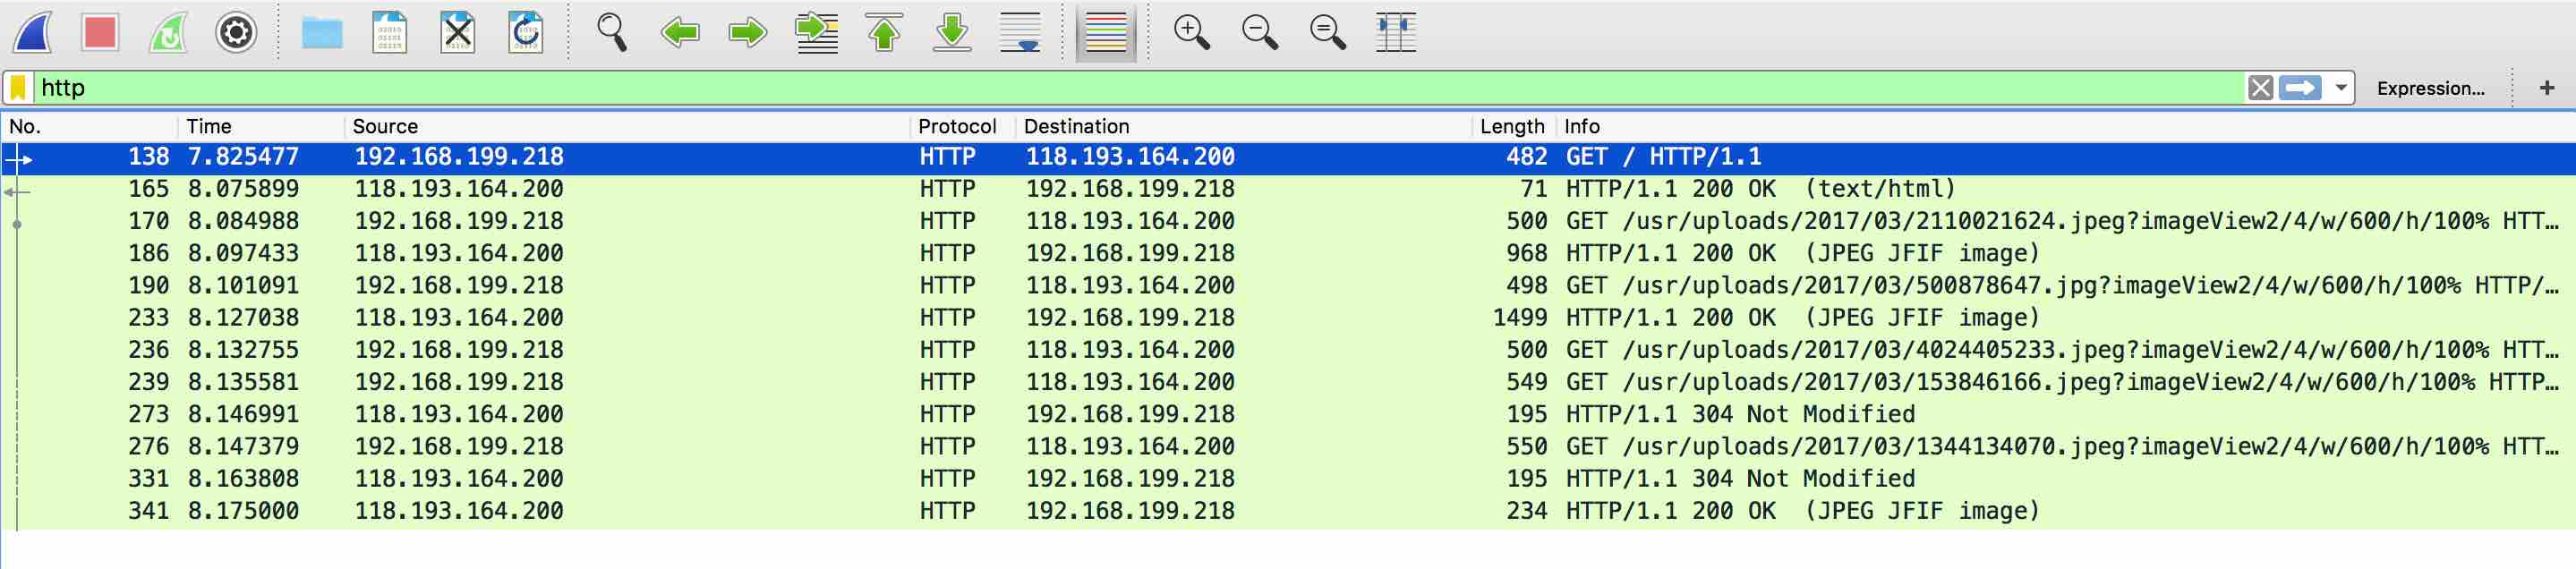 http
Expression...
+
No. Time Source Protocol Destination Length Info
138 7.825477 192.168.199.218 HTTP 118.193.164.200 482 GET / HTTP/1.1
165 8.075899 118.193.164.200 HTTP 192.168.199.218 71 HTTP/1.1 200 OK (text/html)
170 8.084988 192.168.199.218 HTTP 118.193.164.200 500 GET /usr/uploads/2017/03/2110021624.jpeg?imageView2/4/w/600/h/100% HTT...
186 8.097433 118.193.164.200 HTTP 192.168.199.218 968 HTTP/1.1 200 OK (JPEG JFIF image)
190 8.101091 192.168.199.218 HTTP 118.193.164.200 498 GET /usr/uploads/2017/03/500878647.jpg?imageView2/4/w/600/h/100% HTTP/...
233 8.127038 118.193.164.200 HTTP 192.168.199.218 1499 HTTP/1.1 200 OK (JPEG JFIF image)
236 8.132755 192.168.199.218 HTTP 118.193.164.200 500 GET /usr/uploads/2017/03/4024405233.jpeg?imageView2/4/w/600/h/100% HTT...
239 8.135581 192.168.199.218 HTTP 118.193.164.200 549 GET /usr/uploads/2017/03/153846166.jpeg?imageView2/4/w/600/h/100% HTTP...
273 8.146991 118.193.164.200 HTTP 192.168.199.218 195 HTTP/1.1 304 Not Modified
276 8.147379 192.168.199.218 HTTP 118.193.164.200 550 GET /usr/uploads/2017/03/1344134070.jpeg?imageView2/4/w/600/h/100% HTT...
331 8.163808 118.193.164.200 HTTP 192.168.199.218 195 HTTP/1.1 304 Not Modified
341 8.175000 118.193.164.200 HTTP 192.168.199.218 234 HTTP/1.1 200 OK (JPEG JFIF image)